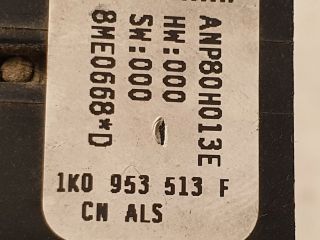 ANP80H013E
HW:000
SW:000
8ME0668*D
1K0 953 513 F
CN ALS